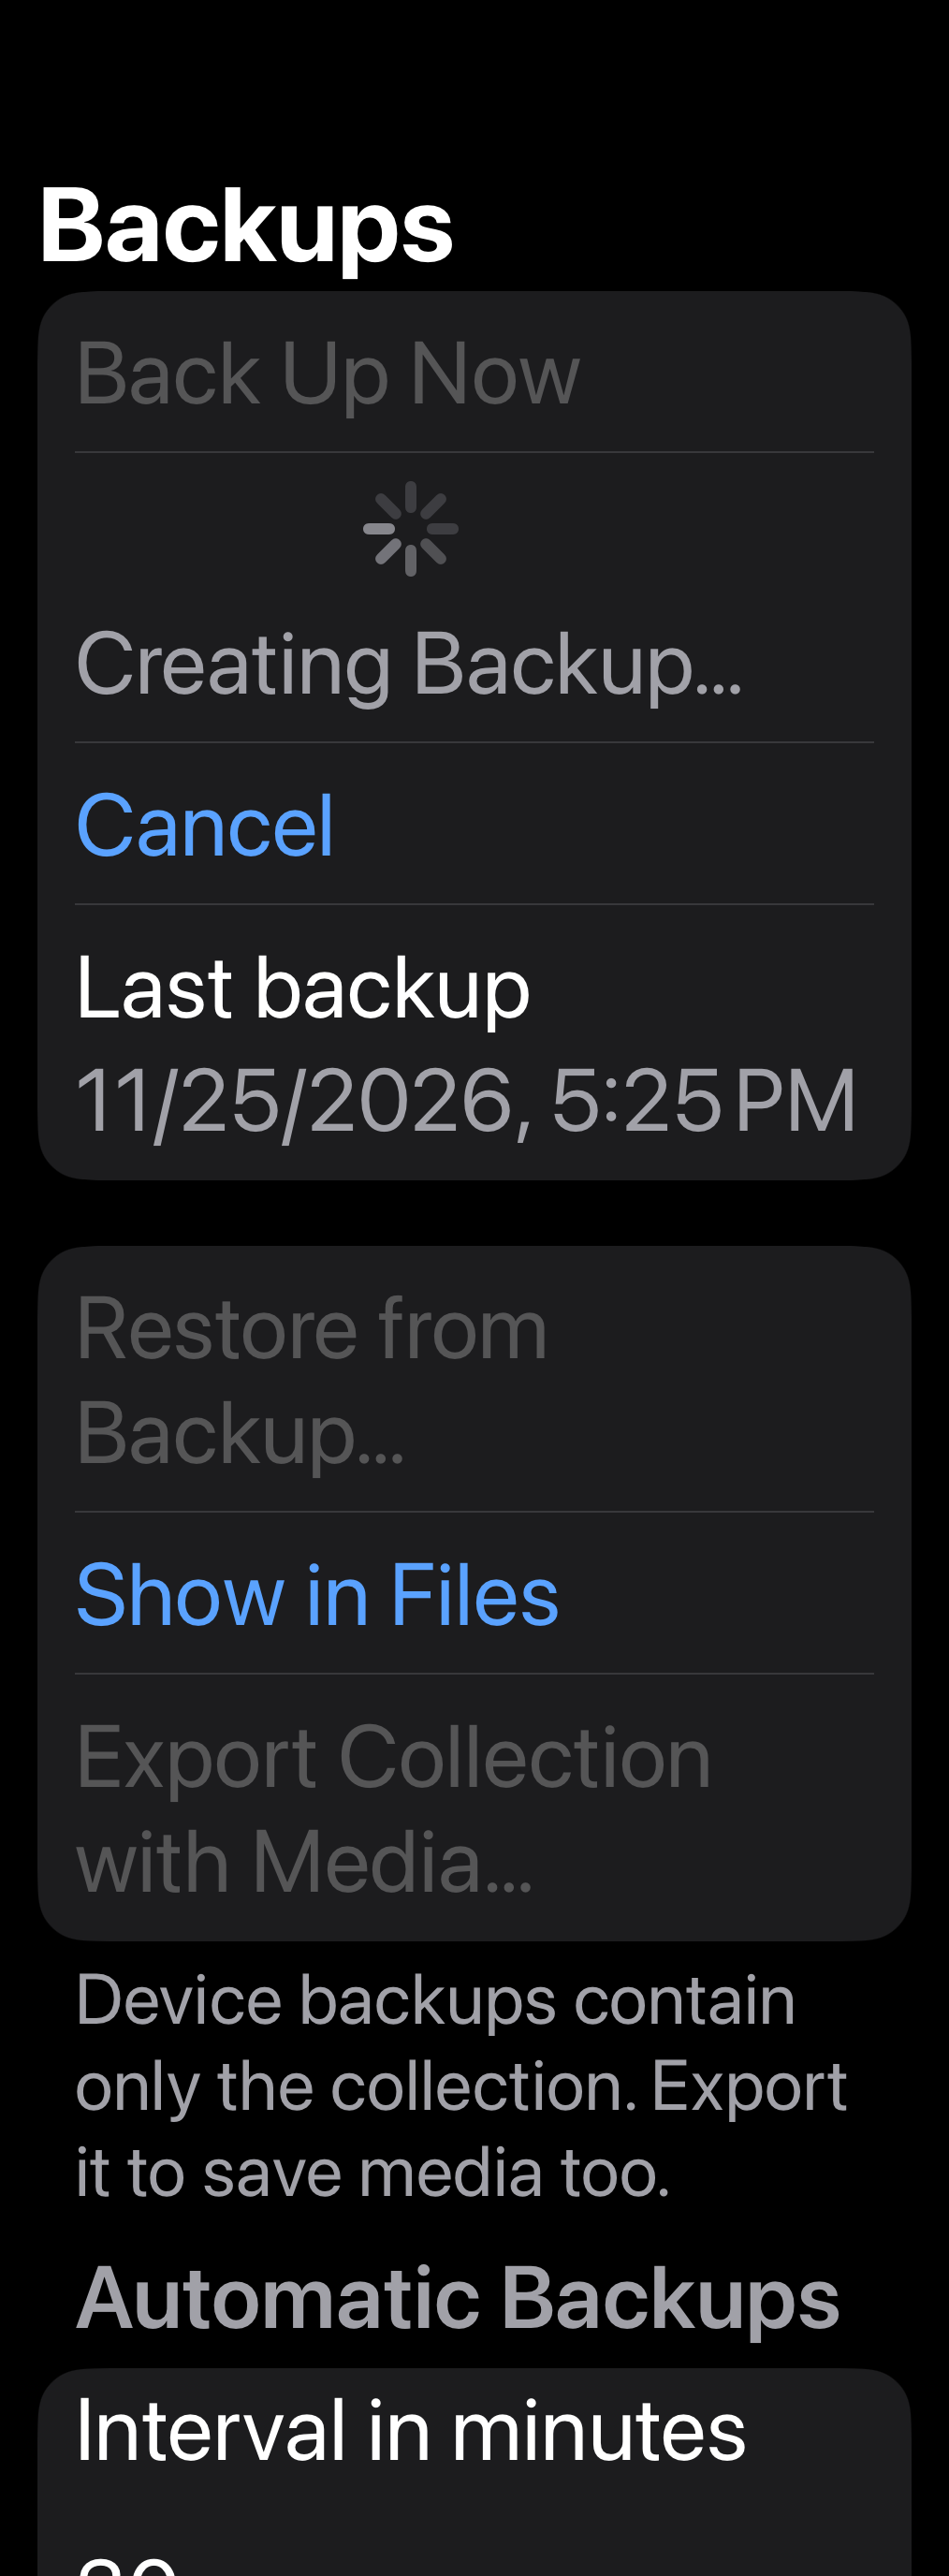 Backups
Back Up Now
Creating Backup...
Cancel
Last backup
11/25/2026, 5:25 PM
Restore from
Backup...
Show in Files
Export Collection
with Media...
Device backups contain
only the collection. Export
it to save media too.
Automatic Backups
Interval in minutes